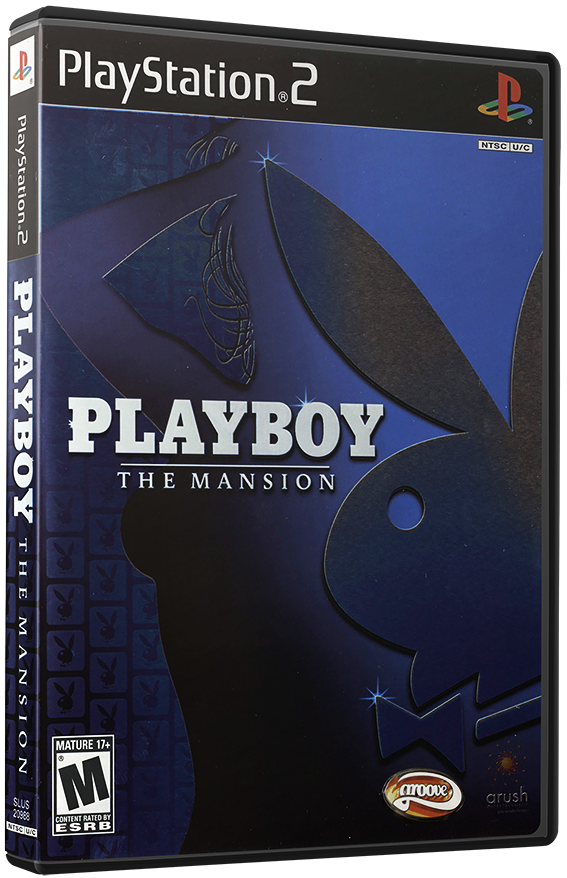 PlayStation®2
NTSC U/C
PLAYBOY
THE MANSION
MATURE 17+
M
CONTENT RATED BY
ESRB
groove
arush
PlayStation®2
PLAYBOY
THE MANSION
SLUS
20988
NTSC U/C